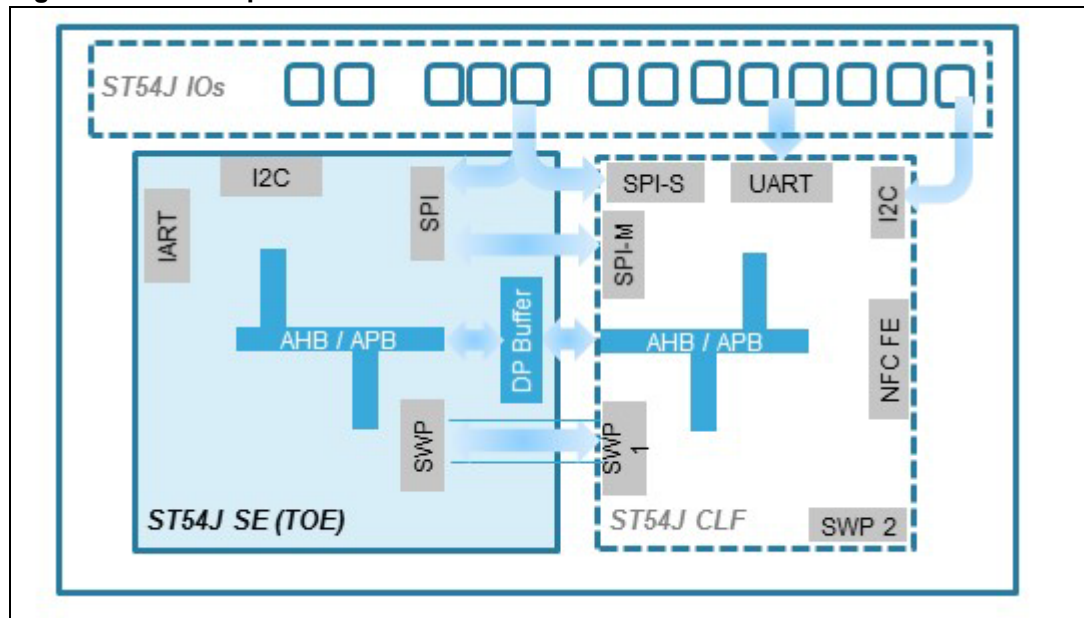 ST54J IOs
I2C
SPI
IART
SPI-S
UART
I2C
SPI-M
AHB / APB
DP Buffer
AHB / APB
NFC FE
SWP
SWP 1
ST54J SE (TOE)
ST54J CLF
SWP 2